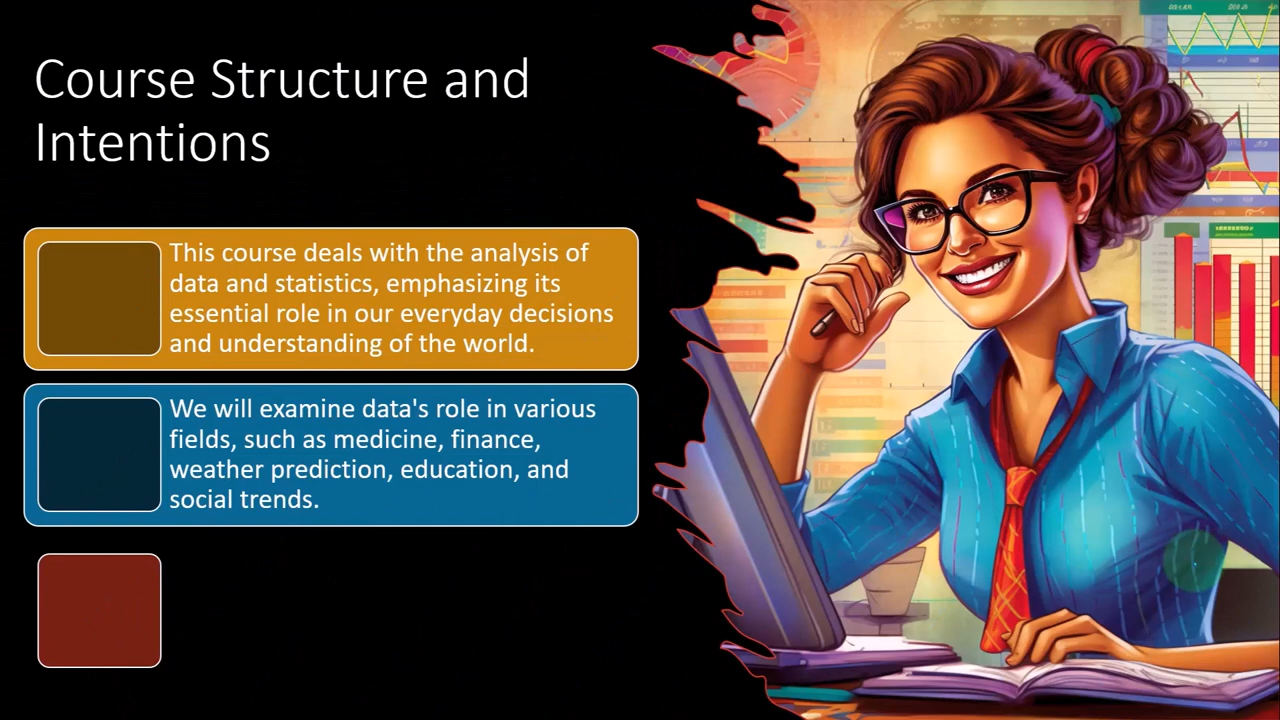 Course Structure and
Intentions
This course deals with the analysis of
data and statistics, emphasizing its
essential role in our everyday decisions
and understanding of the world.
We will examine data's role in various
fields, such as medicine, finance,
weather prediction, education, and
social trends.